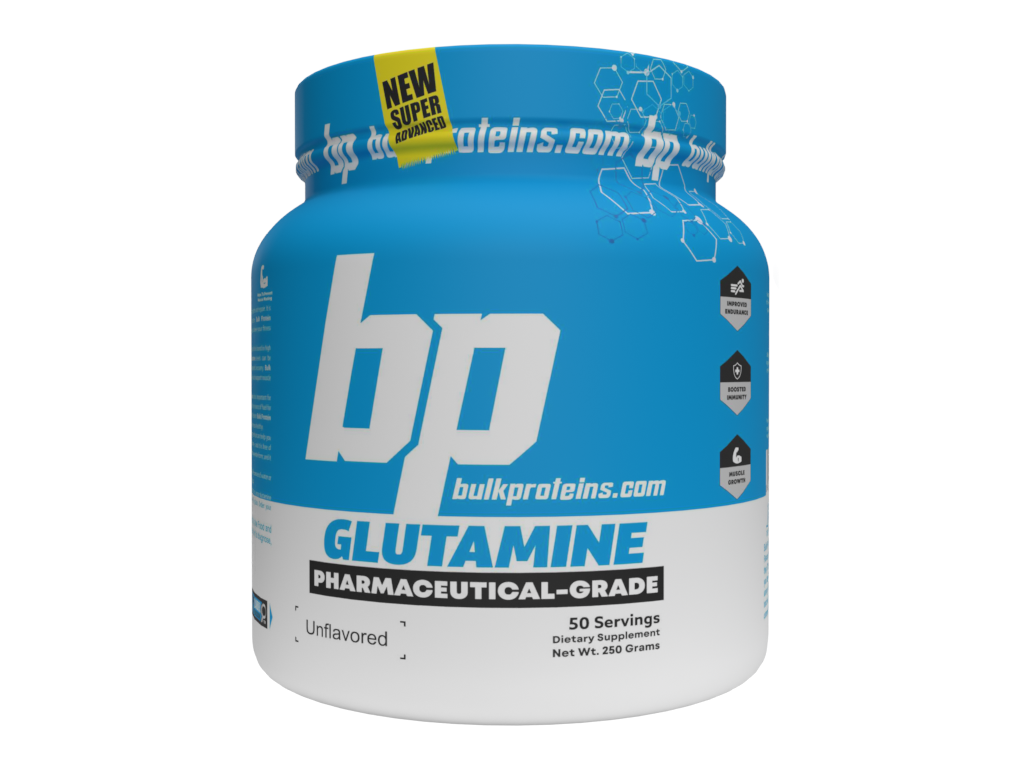 NEW
SUPER
ADVANCED
bp bulkproteins.com bp
bp
bulkproteins.com
IMPROVED
ENDURANCE
BOOSTED
IMMUNITY
MUSCLE
GROWTH
GLUTAMINE
PHARMACEUTICAL-GRADE
Unflavored
50 Servings
Dietary Supplement
Net Wt. 250 Grams